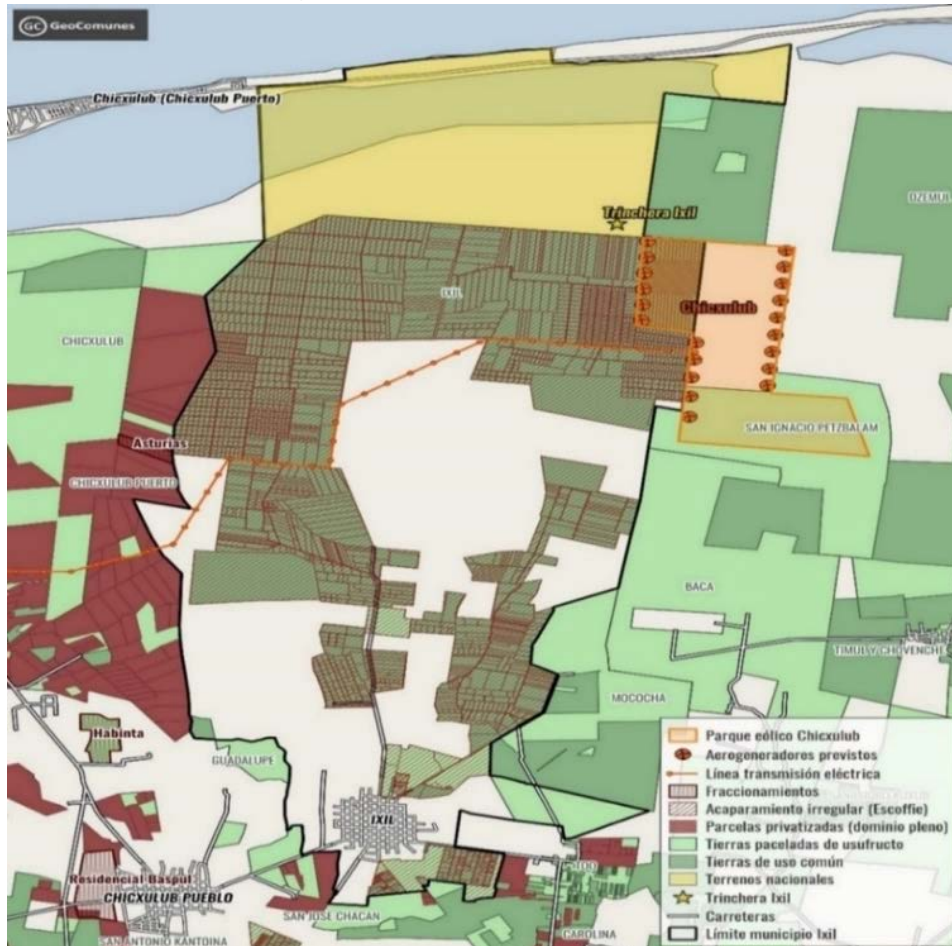 GC GeoComunes
Chicxulub (Chicxulub Puerto)
DZEMUL
Trinchera Ixil
IXIL
Chicxulub
CHICXULUB
SAN IGNACIO PETZBALAM
Asturias
CHICXULUB PUERTO
BACA
TIMUL Y CHOVENCHE
MOCOCHA
Habinta
GUADALUPE
IXIL
Residencial Baspul
CHICXULUB PUEBLO
SAN JOSE CHACAN
SAN ANTONIO KANTOINA
CAROLINA
Parque eólico Chicxulub
Aerogeneradores previstos
Línea transmisión eléctrica
Fraccionamientos
Acaparamiento irregular (Escoffie)
Parcelas privatizadas (dominio pleno)
Tierras paceladas de usufructo
Tierras de uso común
Terrenos nacionales
Trinchera Ixil
Carreteras
Límite municipio Ixil